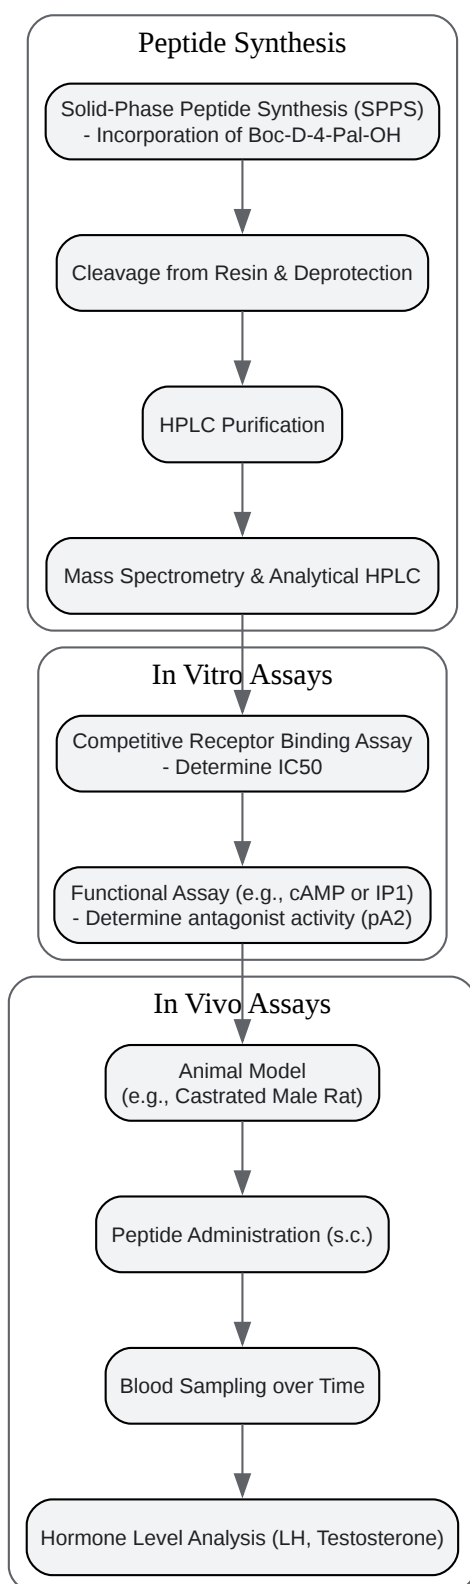 Peptide Synthesis
Solid-Phase Peptide Synthesis (SPPS)
- Incorporation of Boc-D-4-Pal-OH
Cleavage from Resin & Deprotection
HPLC Purification
Mass Spectrometry & Analytical HPLC
In Vitro Assays
Competitive Receptor Binding Assay
- Determine IC50
Functional Assay (e.g., cAMP or IP1)
- Determine antagonist activity (pA2)
In Vivo Assays
Animal Model
(e.g., Castrated Male Rat)
Peptide Administration (s.c.)
Blood Sampling over Time
Hormone Level Analysis (LH, Testosterone)